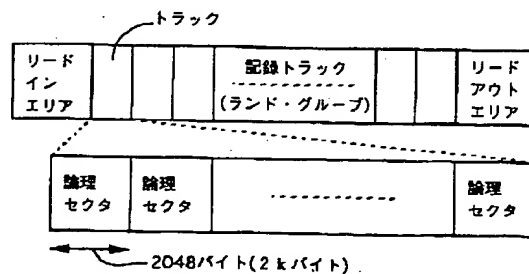 トラック
リード
イン
エリア
記録トラック
(ランド・グルーブ)
リード
アウト
エリア
論理
セクタ
論理
セクタ
論理
セクタ
2048バイト(2kバイト)